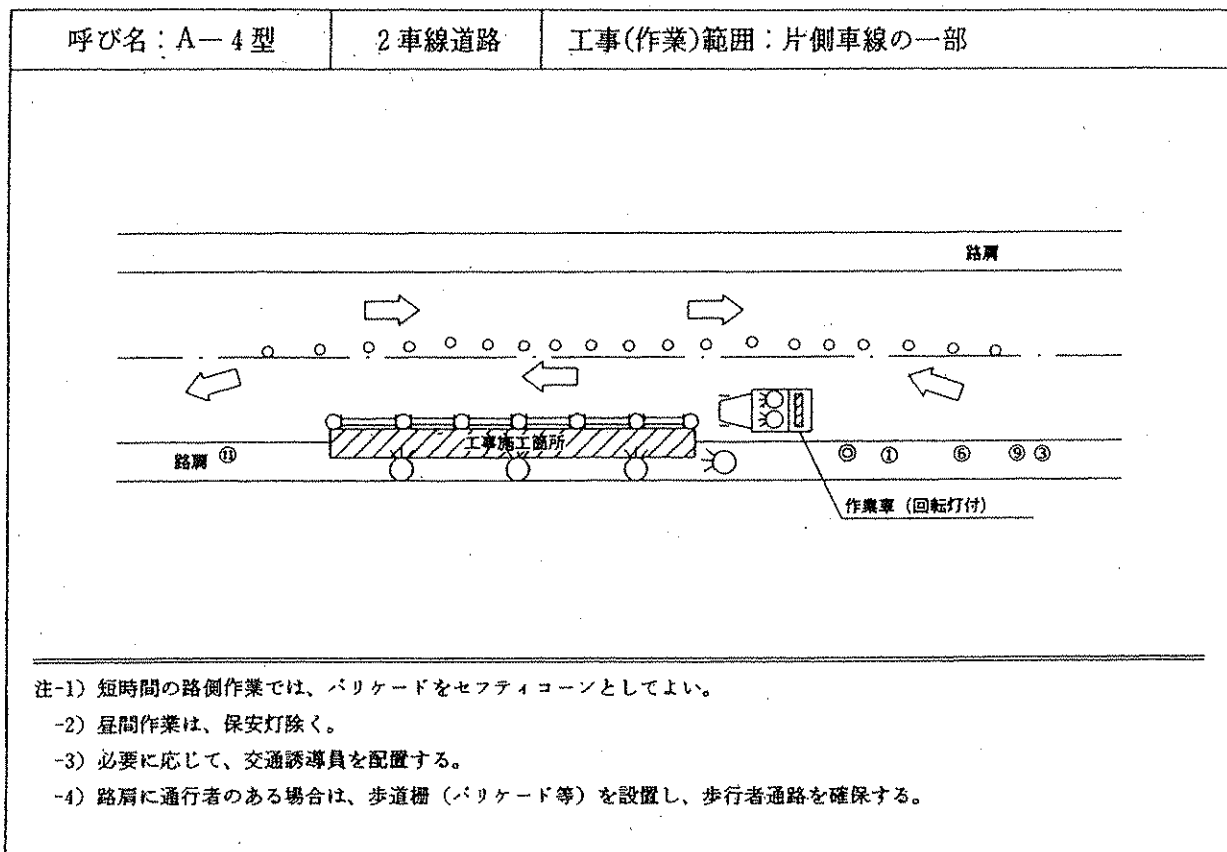 呼び名：A－4型 2車線道路 工事(作業)範囲：片側車線の一部
路肩
工事施工箇所
路肩 ⑪ ◎ ① ⑥ ⑨ ③
作業車（回転灯付）
注-1) 短時間の路側作業では、バリケードをセフティコーンとしてよい。
-2) 昼間作業は、保安灯除く。
-3) 必要に応じて、交通誘導員を配置する。
-4) 路肩に通行者のある場合は、歩道柵（バリケード等）を設置し、歩行者通路を確保する。